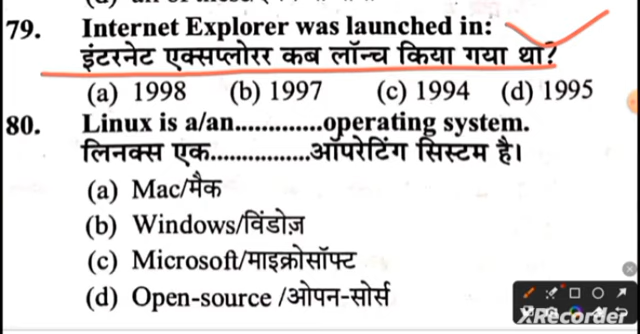 79. Internet Explorer was launched in:
इंटरनेट एक्सप्लोरर कब लॉन्च किया गया था?
(a) 1998 (b) 1997 (c) 1994 (d) 1995
80. Linux is a/an.............operating system.
लिनक्स एक................ऑपरेटिंग सिस्टम है।
(a) Mac/मैक
(b) Windows/विंडोज़
(c) Microsoft/माइक्रोसॉफ्ट
(d) Open-source /ओपन-सोर्स
XRecorder